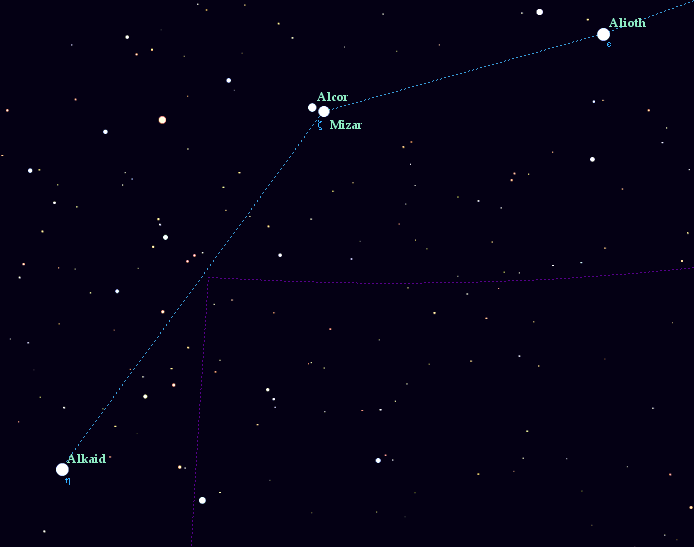 Alioth
ε
Alcor
ζ
Mizar
Alkaid
η